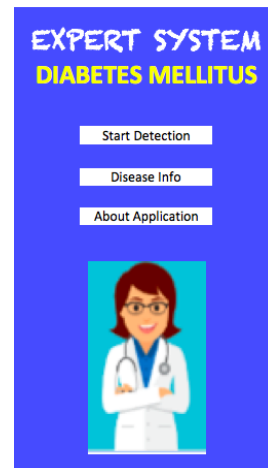 EXPERT SYSTEM
DIABETES MELLITUS
Start Detection
Disease Info
About Application